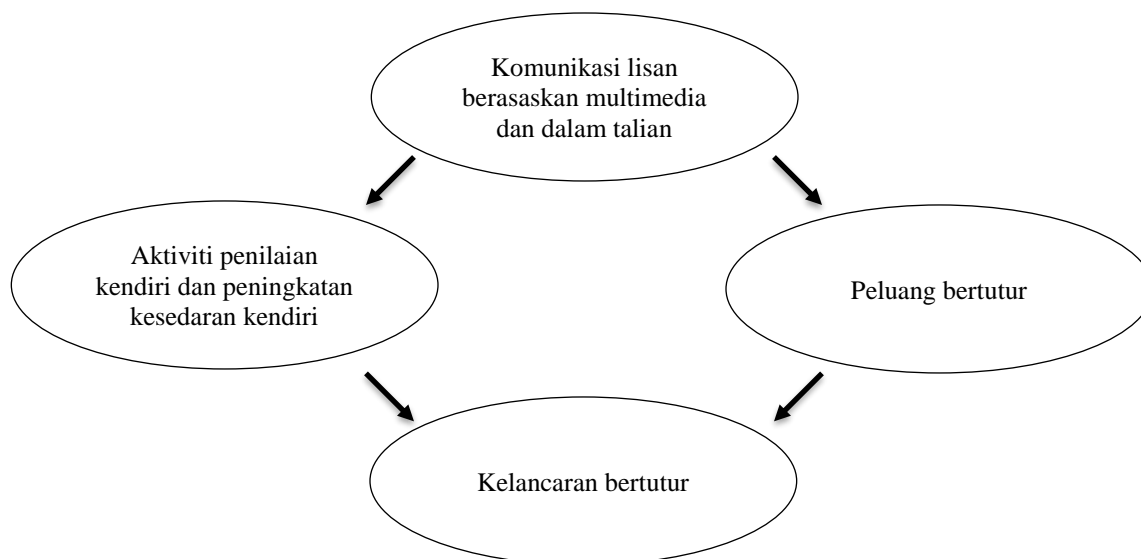 Komunikasi lisan
berasaskan multimedia
dan dalam talian
Aktiviti penilaian
kendiri dan peningkatan
kesedaran kendiri
Peluang bertutur
Kelancaran bertutur